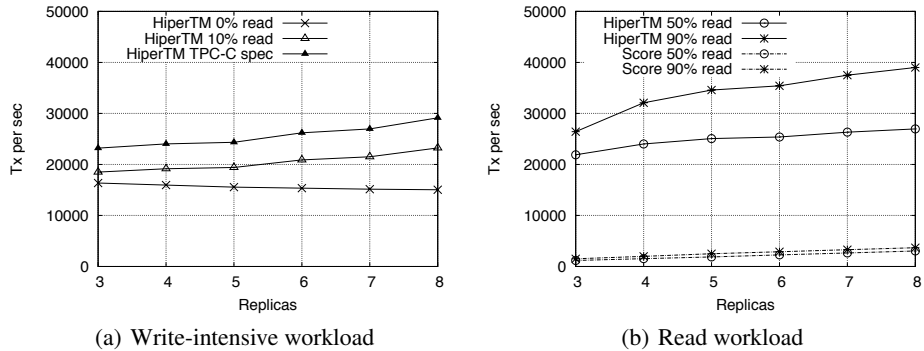 50000
40000
30000
20000
10000
0
Tx per sec
HiperTM 0% read
HiperTM 10% read
HiperTM TPC-C spec
3 4 5 6 7 8
Replicas
(a) Write-intensive workload
50000
40000
30000
20000
10000
0
Tx per sec
HiperTM 50% read
HiperTM 90% read
Score 50% read
Score 90% read
3 4 5 6 7 8
Replicas
(b) Read workload